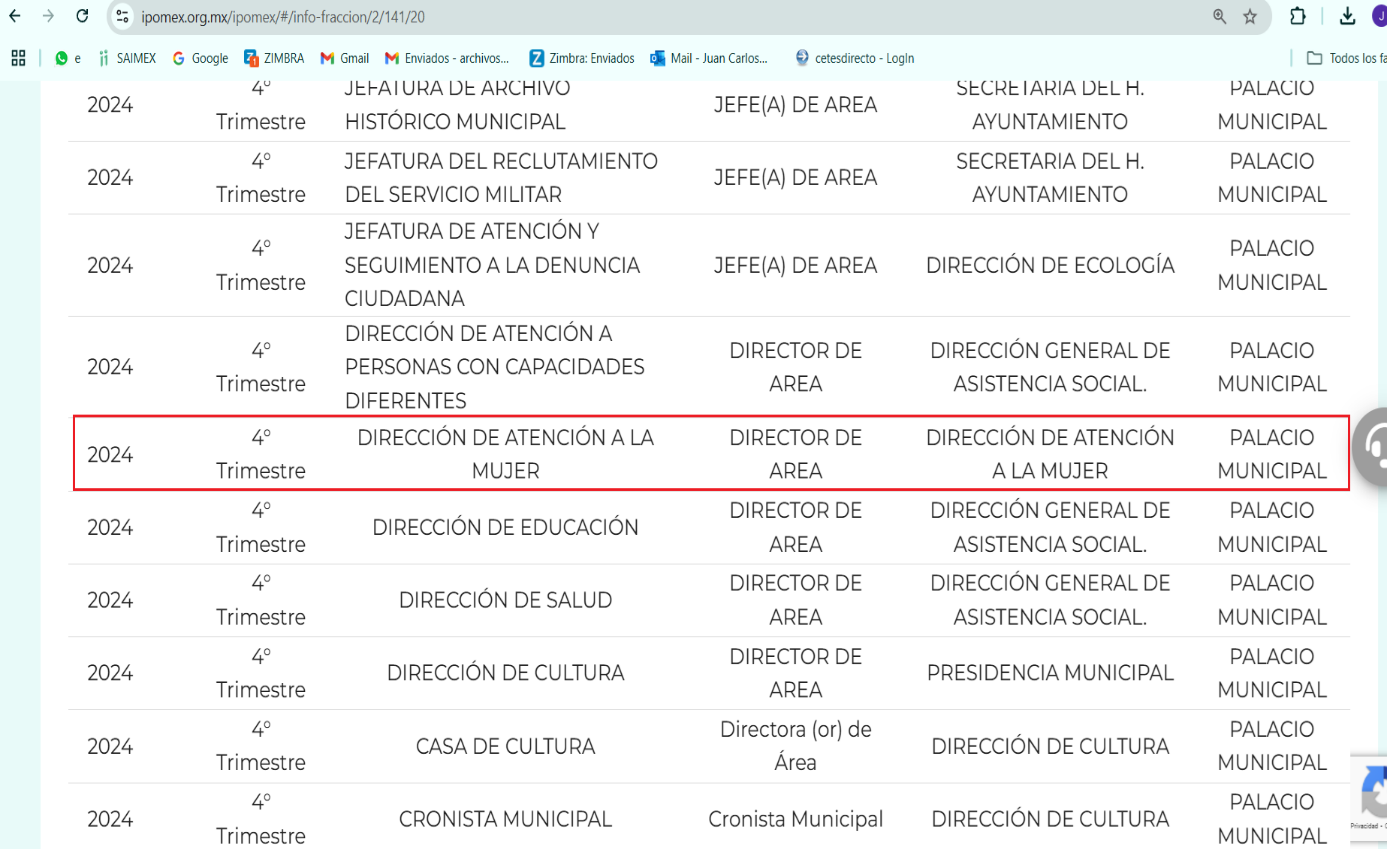 ipomex.org.mx/ipomex/#/info-fraccion/2/141/20
e SAIMEX Google ZIMBRA Gmail Enviados - archivos... Zimbra: Enviados Mail - Juan Carlos... cetesdirecto - LogIn Todos los fa
2024
4°
Trimestre
JEFATURA DE ARCHIVO
HISTÓRICO MUNICIPAL
JEFE(A) DE AREA
SECRETARIA DEL H.
AYUNTAMIENTO
PALACIO
MUNICIPAL
2024
4°
Trimestre
JEFATURA DEL RECLUTAMIENTO
DEL SERVICIO MILITAR
JEFE(A) DE AREA
SECRETARIA DEL H.
AYUNTAMIENTO
PALACIO
MUNICIPAL
2024
4°
Trimestre
JEFATURA DE ATENCIÓN Y
SEGUIMIENTO A LA DENUNCIA
CIUDADANA
JEFE(A) DE AREA
DIRECCIÓN DE ECOLOGÍA
PALACIO
MUNICIPAL
2024
4°
Trimestre
DIRECCIÓN DE ATENCIÓN A
PERSONAS CON CAPACIDADES
DIFERENTES
DIRECTOR DE
AREA
DIRECCIÓN GENERAL DE
ASISTENCIA SOCIAL.
PALACIO
MUNICIPAL
2024
4°
Trimestre
DIRECCIÓN DE ATENCIÓN A LA
MUJER
DIRECTOR DE
AREA
DIRECCIÓN DE ATENCIÓN
A LA MUJER
PALACIO
MUNICIPAL
2024
4°
Trimestre
DIRECCIÓN DE EDUCACIÓN
DIRECTOR DE
AREA
DIRECCIÓN GENERAL DE
ASISTENCIA SOCIAL.
PALACIO
MUNICIPAL
2024
4°
Trimestre
DIRECCIÓN DE SALUD
DIRECTOR DE
AREA
DIRECCIÓN GENERAL DE
ASISTENCIA SOCIAL.
PALACIO
MUNICIPAL
2024
4°
Trimestre
DIRECCIÓN DE CULTURA
DIRECTOR DE
AREA
PRESIDENCIA MUNICIPAL
PALACIO
MUNICIPAL
2024
4°
Trimestre
CASA DE CULTURA
Directora (or) de
Área
DIRECCIÓN DE CULTURA
PALACIO
MUNICIPAL
2024
4°
Trimestre
CRONISTA MUNICIPAL
Cronista Municipal
DIRECCIÓN DE CULTURA
PALACIO
MUNICIPAL
Privacidad